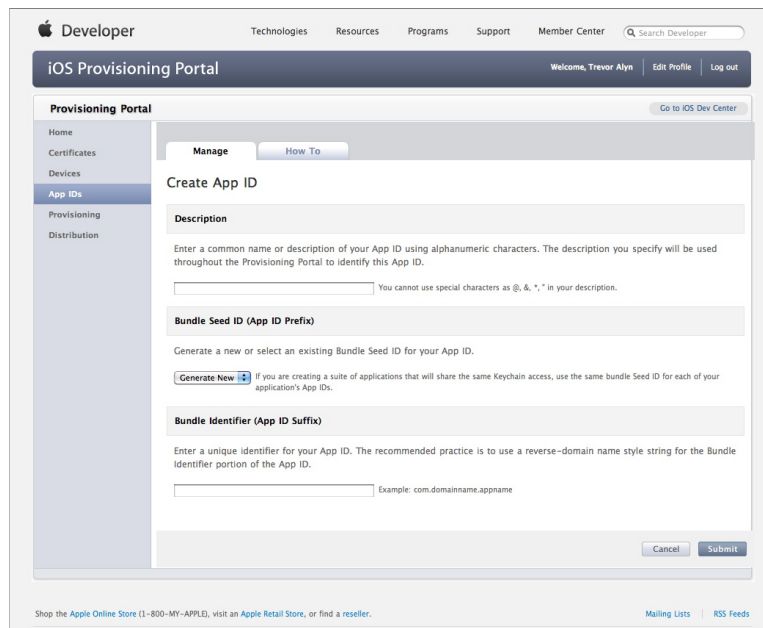 Developer
Technologies Resources Programs Support Member Center Search Developer
iOS Provisioning Portal
Welcome, Trevor Alyn Edit Profile Log out
Provisioning Portal
Go to iOS Dev Center
Home
Certificates
Devices
App IDs
Provisioning
Distribution
Manage How To
Create App ID
Description
Enter a common name or description of your App ID using alphanumeric characters. The description you specify will be used
throughout the Provisioning Portal to identify this App ID.
You cannot use special characters as @, &, *, " in your description.
Bundle Seed ID (App ID Prefix)
Generate a new or select an existing Bundle Seed ID for your App ID.
Generate New
If you are creating a suite of applications that will share the same Keychain access, use the same bundle Seed ID for each of your
application's App IDs.
Bundle Identifier (App ID Suffix)
Enter a unique identifier for your App ID. The recommended practice is to use a reverse-domain name style string for the Bundle
Identifier portion of the App ID.
Example: com.domainname.appname
Cancel Submit
Shop the Apple Online Store (1-800-MY-APPLE), visit an Apple Retail Store, or find a reseller.
Mailing Lists RSS Feeds